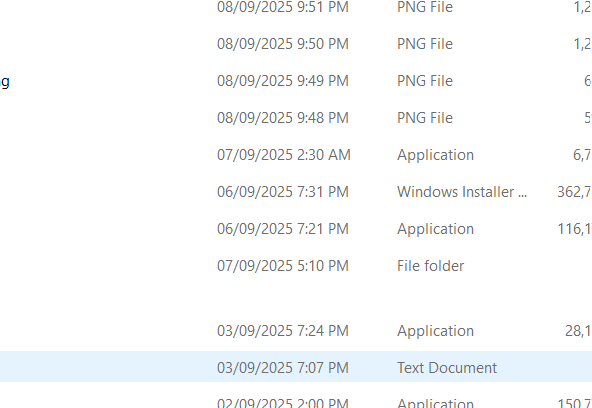 08/09/2025 9:51 PM PNG File 1,2
08/09/2025 9:50 PM PNG File 1,2
g 08/09/2025 9:49 PM PNG File 6
08/09/2025 9:48 PM PNG File 5
07/09/2025 2:30 AM Application 6,7
06/09/2025 7:31 PM Windows Installer ... 362,7
06/09/2025 7:21 PM Application 116,1
07/09/2025 5:10 PM File folder
03/09/2025 7:24 PM Application 28,1
03/09/2025 7:07 PM Text Document
02/09/2025 2:00 PM Application 150,7